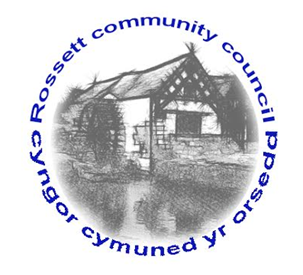 Rossett community council
cyngor cymuned yr orsedd